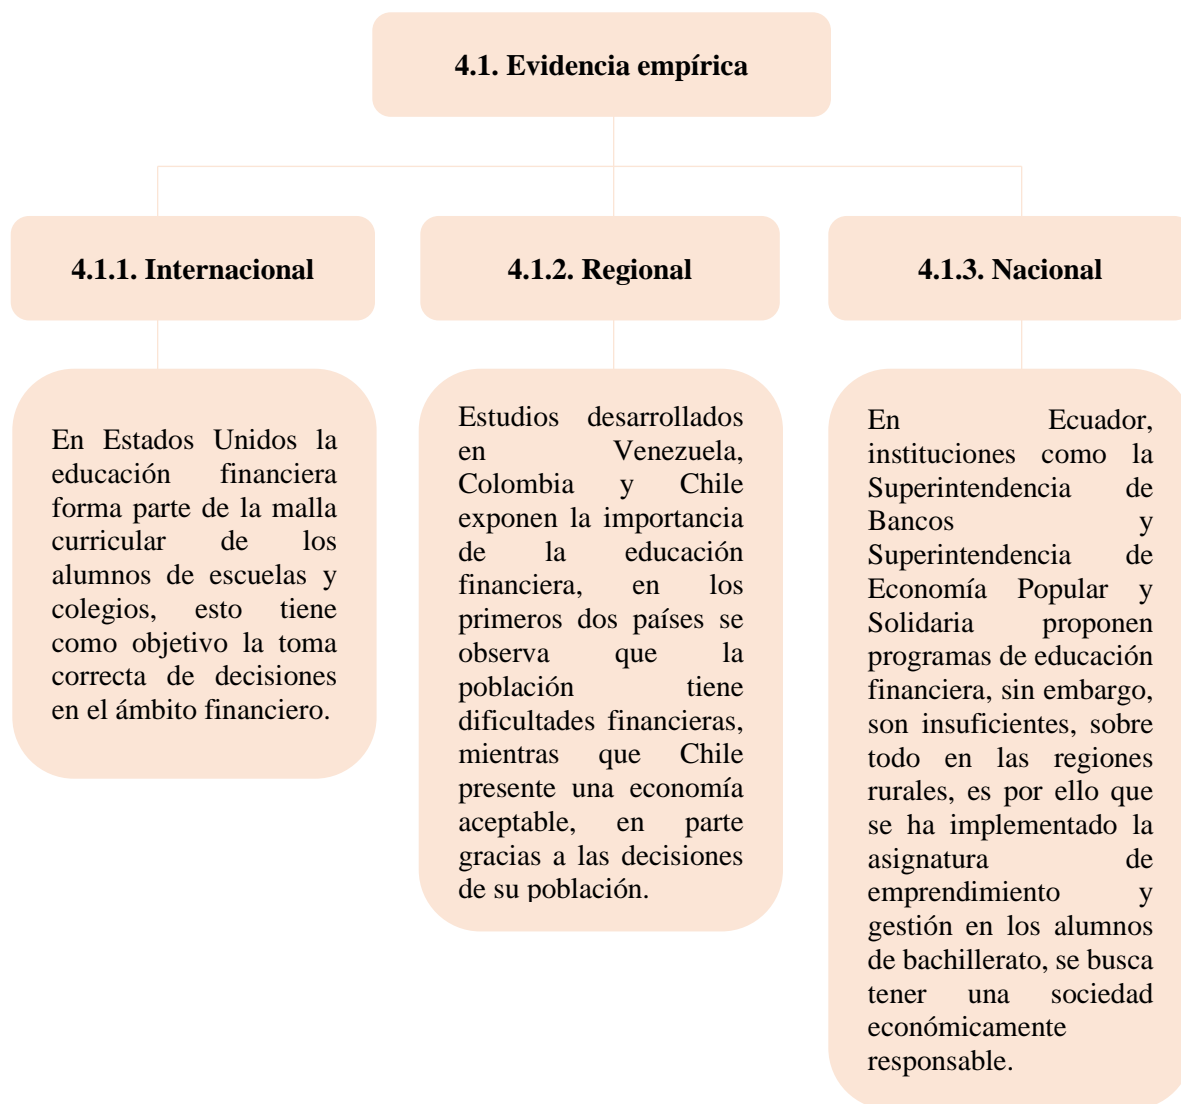 4.1. Evidencia empírica
4.1.1. Internacional
4.1.2. Regional
4.1.3. Nacional
En Estados Unidos la
educación financiera
forma parte de la malla
curricular de los
alumnos de escuelas y
colegios, esto tiene
como objetivo la toma
correcta de decisiones
en el ámbito financiero.
Estudios desarrollados
en Venezuela,
Colombia y Chile
exponen la importancia
de la educación
financiera, en los
primeros dos países se
observa que la
población tiene
dificultades financieras,
mientras que Chile
presente una economía
aceptable, en parte
gracias a las decisiones
de su población.
En Ecuador,
instituciones como la
Superintendencia de
Bancos y
Superintendencia de
Economía Popular y
Solidaria proponen
programas de educación
financiera, sin embargo,
son insuficientes, sobre
todo en las regiones
rurales, es por ello que
se ha implementado la
asignatura de
emprendimiento y
gestión en los alumnos
de bachillerato, se busca
tener una sociedad
económicamente
responsable.